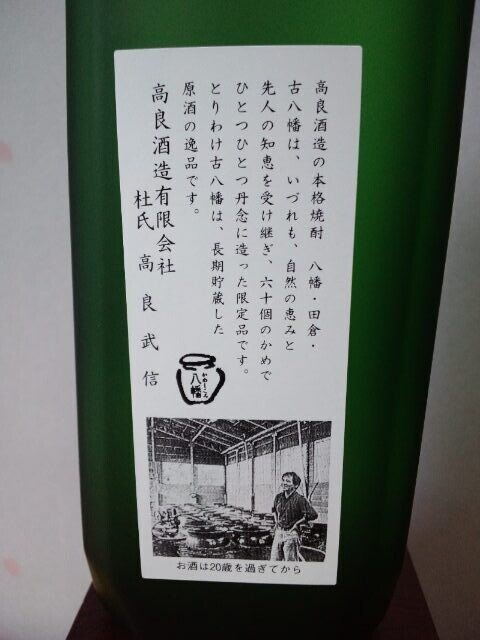 高良酒造の本格焼酎　八幡・田倉・
古八幡は、いづれも、自然の恵みと
先人の知恵を受け継ぎ、六十個のかめで
ひとつひとつ丹念に造った限定品です。
とりわけ古八幡は、長期貯蔵した
原酒の逸品です。
高良酒造有限会社
杜氏 高良武信
八幡
お酒は20歳を過ぎてから